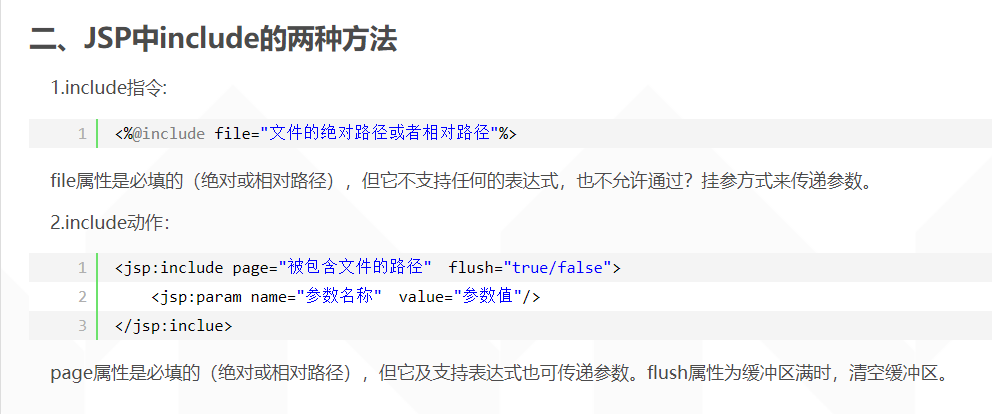 二、JSP中include的两种方法
1.include指令:
1 <%@include file="文件的绝对路径或者相对路径"%>
file属性是必填的（绝对或相对路径），但它不支持任何的表达式，也不允许通过？挂参方式来传递参数。
2.include动作：
1 <jsp:include page="被包含文件的路径"  flush="true/false">
2     <jsp:param name="参数名称"  value="参数值"/>
3 </jsp:inclue>
page属性是必填的（绝对或相对路径），但它及支持表达式也可传递参数。flush属性为缓冲区满时，清空缓冲区。